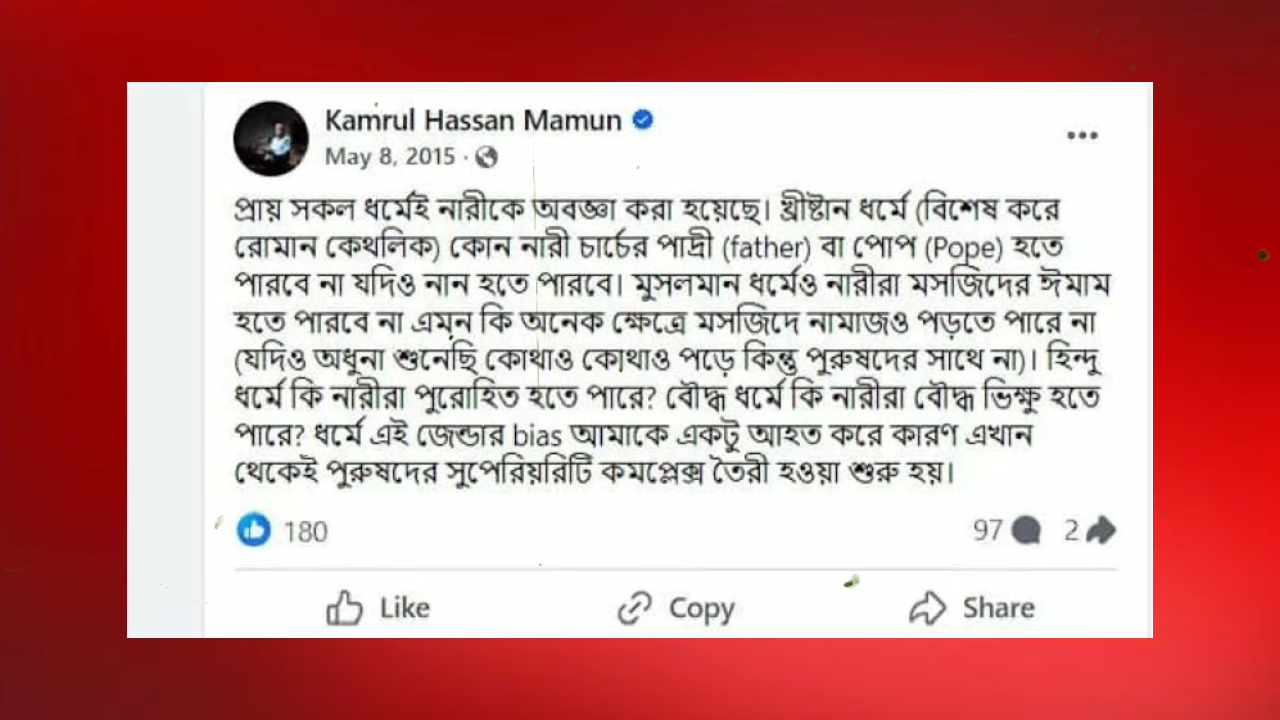 Kamrul Hassan Mamun
May 8, 2015 ·
প্রায় সকল ধর্মেই নারীকে অবজ্ঞা করা হয়েছে। খ্রীষ্টান ধর্মে (বিশেষ করে
রোমান কেথলিক) কোন নারী চার্চের পাদ্রী (father) বা পোপ (Pope) হতে
পারবে না যদিও নান হতে পারবে। মুসলমান ধর্মেও নারীরা মসজিদের ঈমাম
হতে পারবে না এমন কি অনেক ক্ষেত্রে মসজিদে নামাজও পড়তে পারে না
(যদিও অধুনা শুনেছি কোথাও কোথাও পড়ে কিন্তু পুরুষদের সাথে না)। হিন্দু
ধর্মে কি নারীরা পুরোহিত হতে পারে? বৌদ্ধ ধর্মে কি নারীরা বৌদ্ধ ভিক্ষু হতে
পারে? ধর্মে এই জেন্ডার bias আমাকে একটু আহত করে কারণ এখান
থেকেই পুরুষদের সুপেরিয়রিটি কমপ্লেক্স তৈরী হওয়া শুরু হয়।
180 97 2
Like Copy Share